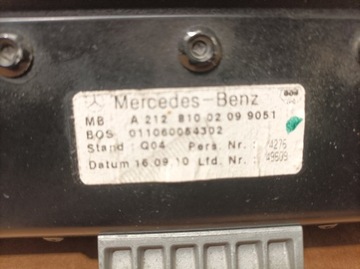 Mercedes-Benz
MB A 212 810 02 09 9051
BOS 011060084302
Stand : Q04 Pers. Nr.: 4276
Datum 16.09.10 Lfd. Nr.: 49609